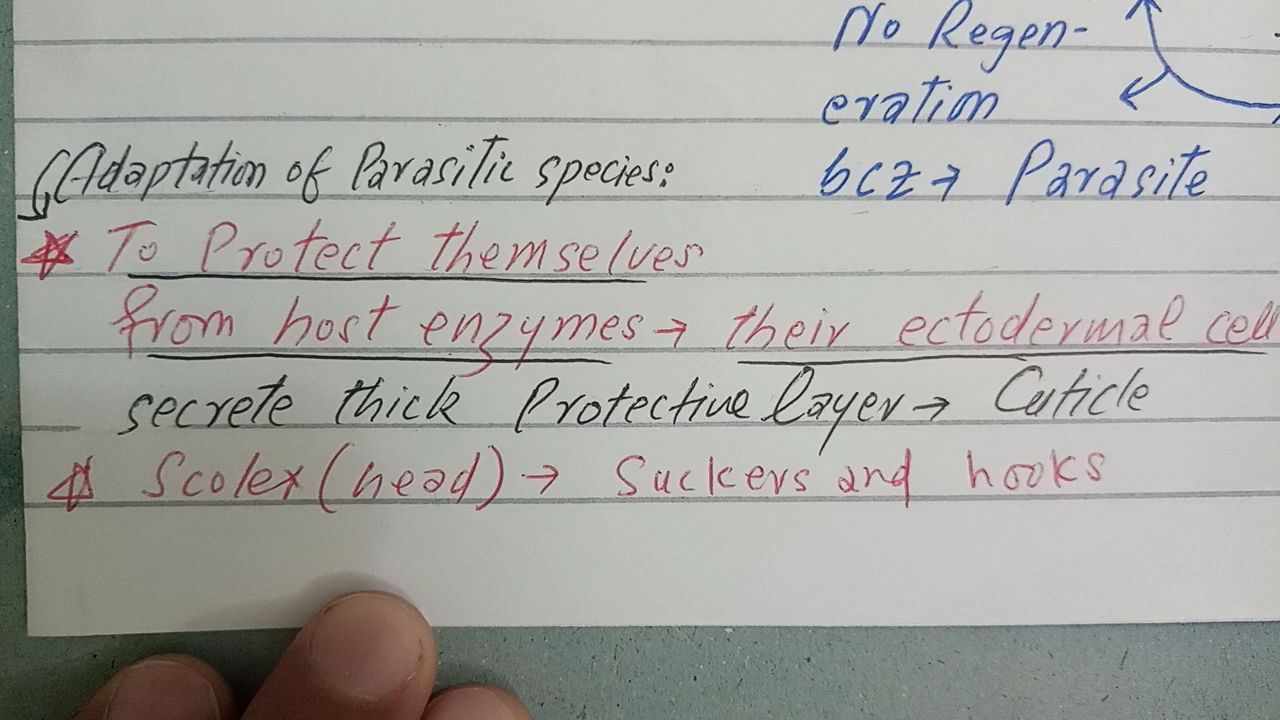 No Regen-
eration
bcz → Parasite
Adaptation of Parasitic species:
To Protect themselves
from host enzymes → their ectodermal cell
secrete thick Protective layer → Cuticle
Scolex (head) → Suckers and hooks